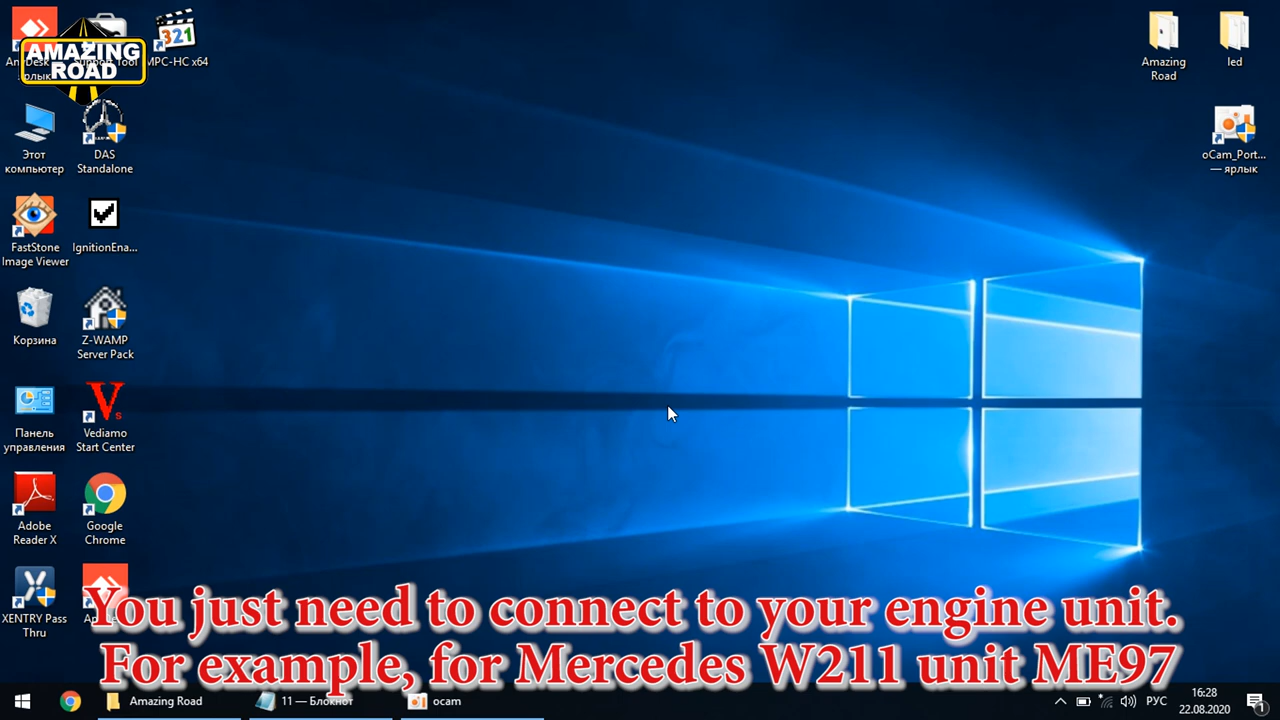 AMAZING
ROAD
ярлык
MPC-HC x64
Amazing
Road
led
Этот
компьютер
DAS
Standalone
oCam_Port...
— ярлык
FastStone
Image Viewer
IgnitionEna...
Корзина
Z-WAMP
Server Pack
Панель
управления
Vediamo
Start Center
Adobe
Reader X
Google
Chrome
XENTRY Pass
Thru
You just need to connect to your engine unit.
For example, for Mercedes W211 unit ME97
Amazing Road
11 — Блокнот
ocam
РУС
16:28
22.08.2020